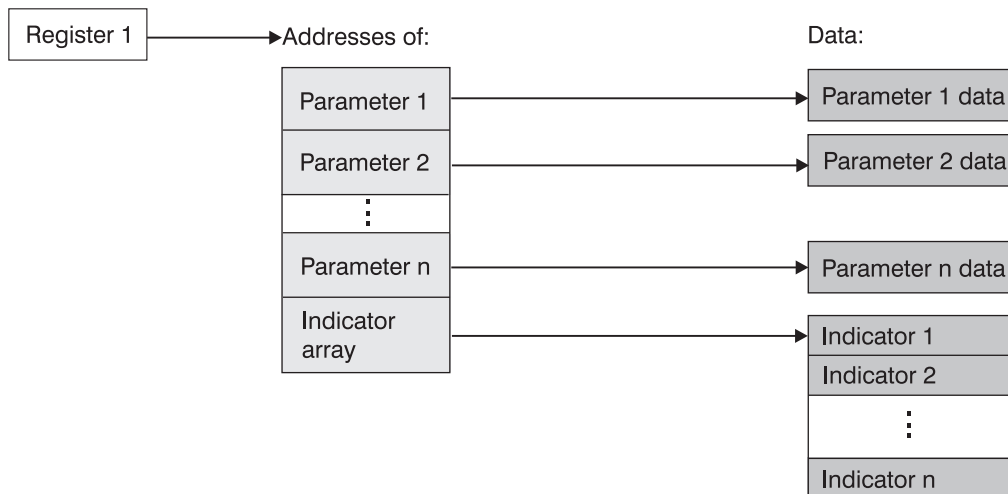 Register 1
Addresses of:
Data:
Parameter 1
Parameter 1 data
Parameter 2
Parameter 2 data
⋮
Parameter n
Parameter n data
Indicator
array
Indicator 1
Indicator 2
⋮
Indicator n